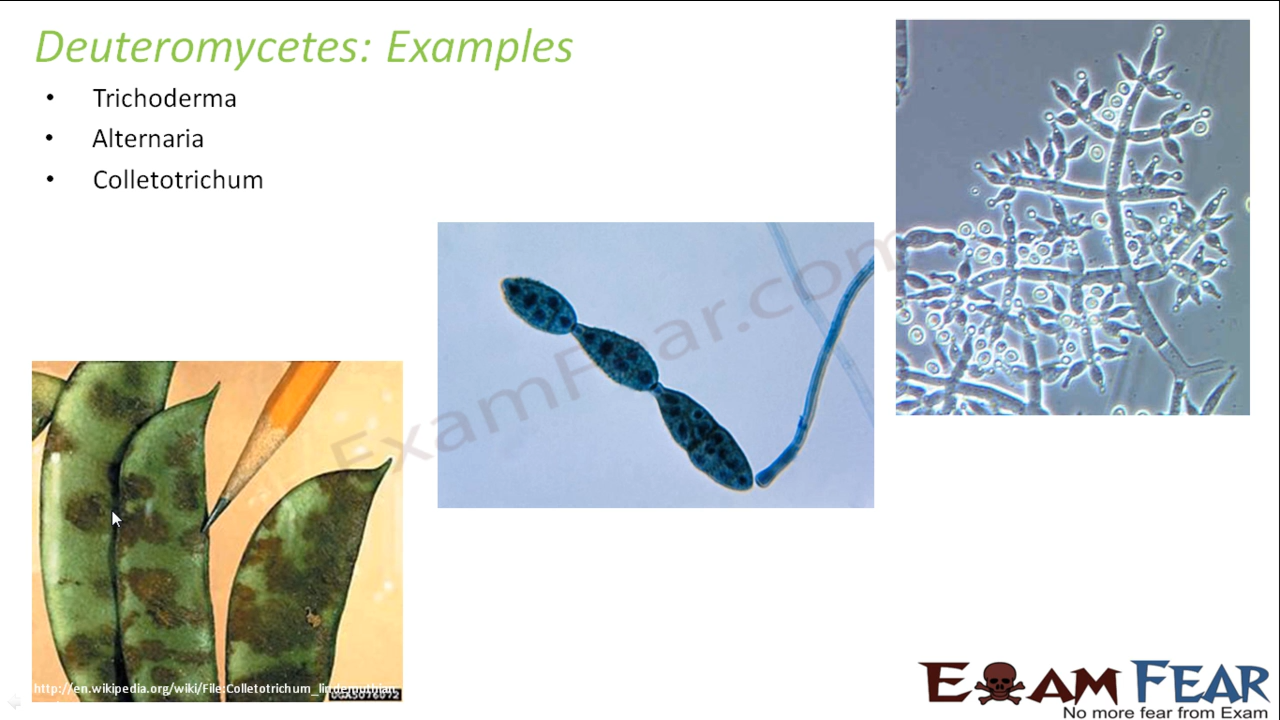 Deuteromycetes: Examples
• Trichoderma
• Alternaria
• Colletotrichum
ExamFear.com
http://en.wikipedia.org/wiki/File:Colletotrichum_lindemuthian
EXAM FEAR
No more fear from Exam